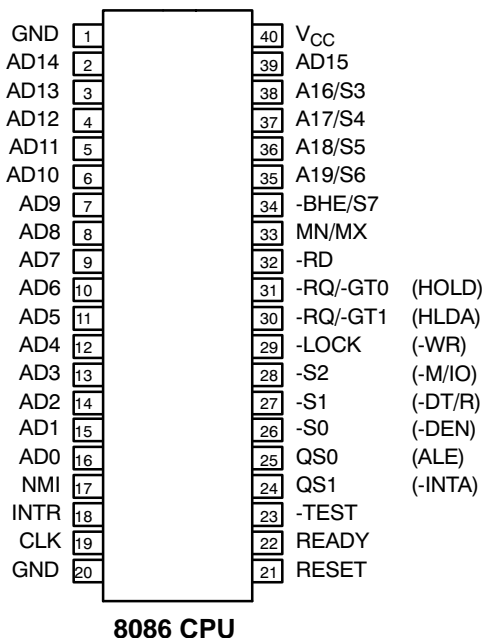 GND 1 40 VCC
AD14 2 39 AD15
AD13 3 38 A16/S3
AD12 4 37 A17/S4
AD11 5 36 A18/S5
AD10 6 35 A19/S6
AD9 7 34 -BHE/S7
AD8 8 33 MN/MX
AD7 9 32 -RD
AD6 10 31 -RQ/-GT0 (HOLD)
AD5 11 30 -RQ/-GT1 (HLDA)
AD4 12 29 -LOCK (-WR)
AD3 13 28 -S2 (-M/IO)
AD2 14 27 -S1 (-DT/R)
AD1 15 26 -S0 (-DEN)
AD0 16 25 QS0 (ALE)
NMI 17 24 QS1 (-INTA)
INTR 18 23 -TEST
CLK 19 22 READY
GND 20 21 RESET
8086 CPU